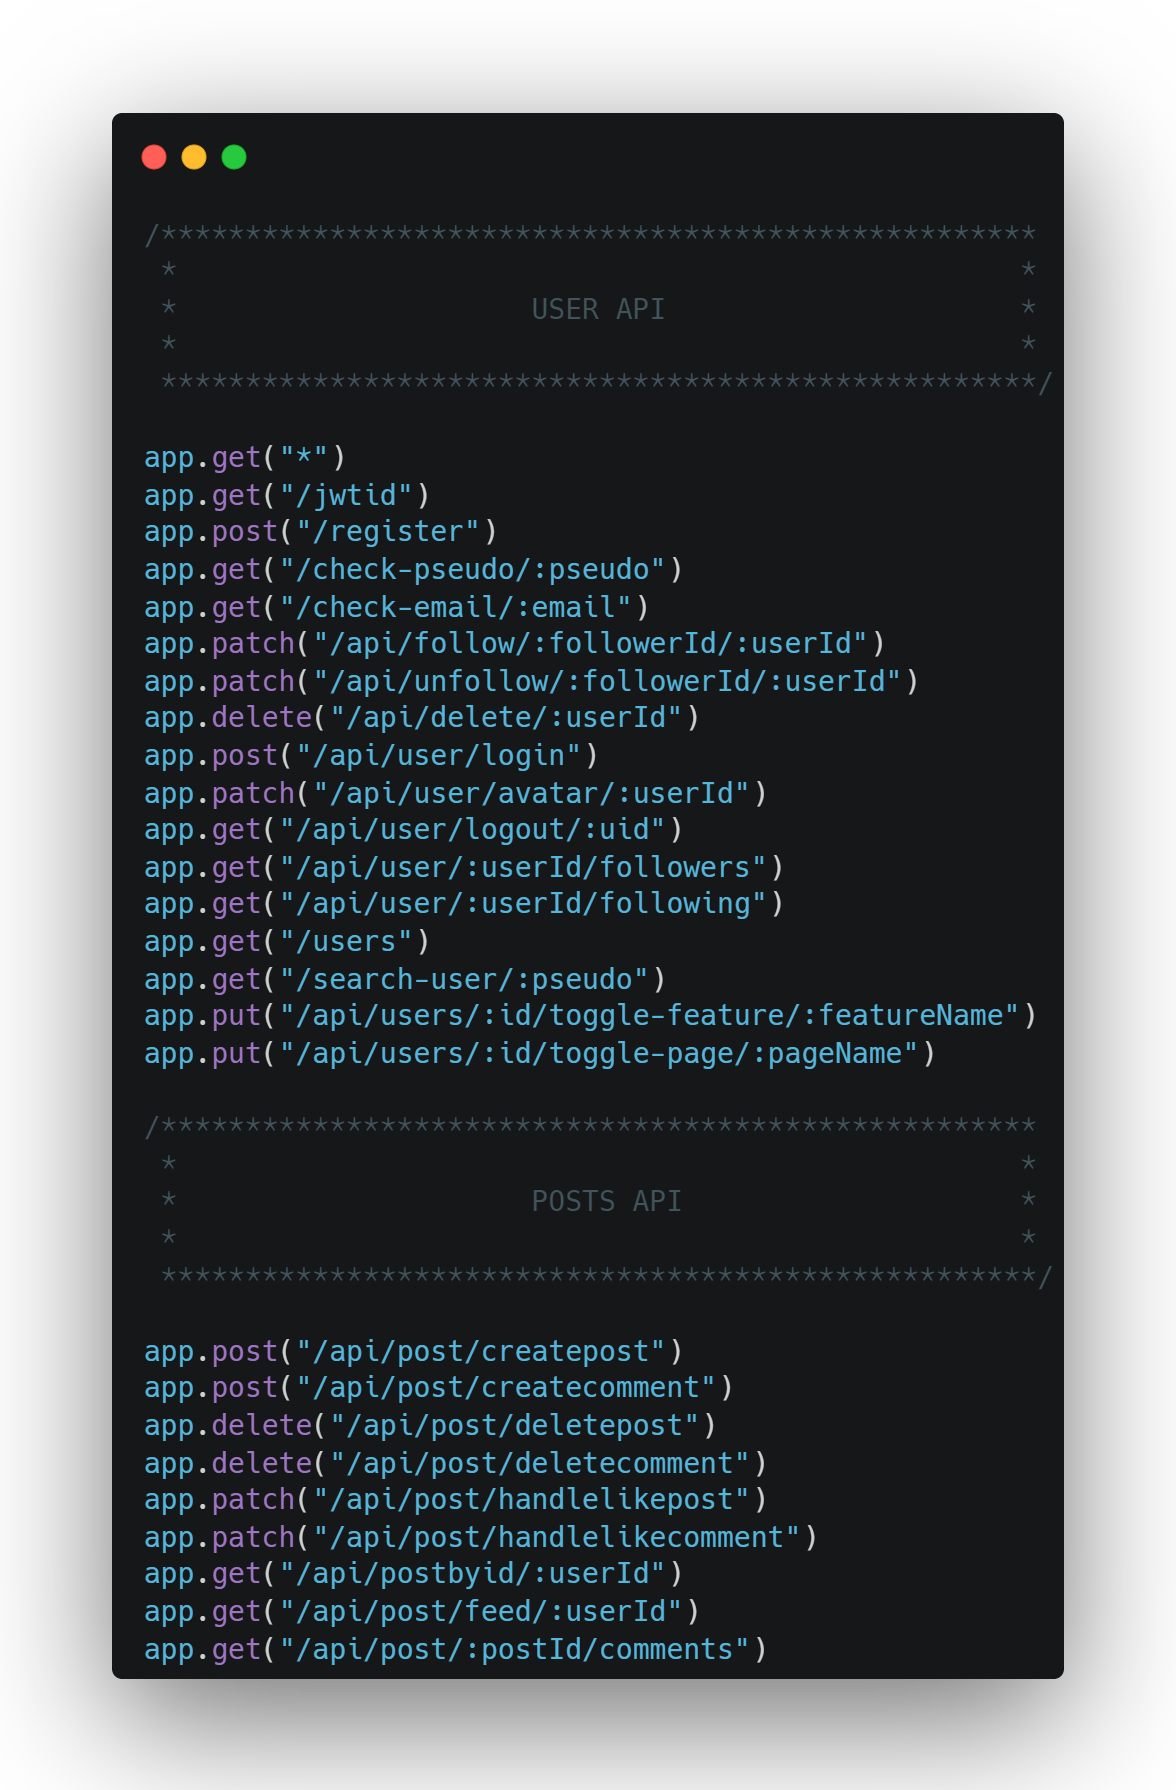 /****************************************************
 *                                                  *
 *                     USER API                     *
 *                                                  *
 ****************************************************/
app.get("*")
app.get("/jwtid")
app.post("/register")
app.get("/check-pseudo/:pseudo")
app.get("/check-email/:email")
app.patch("/api/follow/:followerId/:userId")
app.patch("/api/unfollow/:followerId/:userId")
app.delete("/api/delete/:userId")
app.post("/api/user/login")
app.patch("/api/user/avatar/:userId")
app.get("/api/user/logout/:uid")
app.get("/api/user/:userId/followers")
app.get("/api/user/:userId/following")
app.get("/users")
app.get("/search-user/:pseudo")
app.put("/api/users/:id/toggle-feature/:featureName")
app.put("/api/users/:id/toggle-page/:pageName")
/****************************************************
 *                                                  *
 *                     POSTS API                    *
 *                                                  *
 ****************************************************/
app.post("/api/post/createpost")
app.post("/api/post/createcomment")
app.delete("/api/post/deletepost")
app.delete("/api/post/deletecomment")
app.patch("/api/post/handlelikepost")
app.patch("/api/post/handlelikecomment")
app.get("/api/postbyid/:userId")
app.get("/api/post/feed/:userId")
app.get("/api/post/:postId/comments")